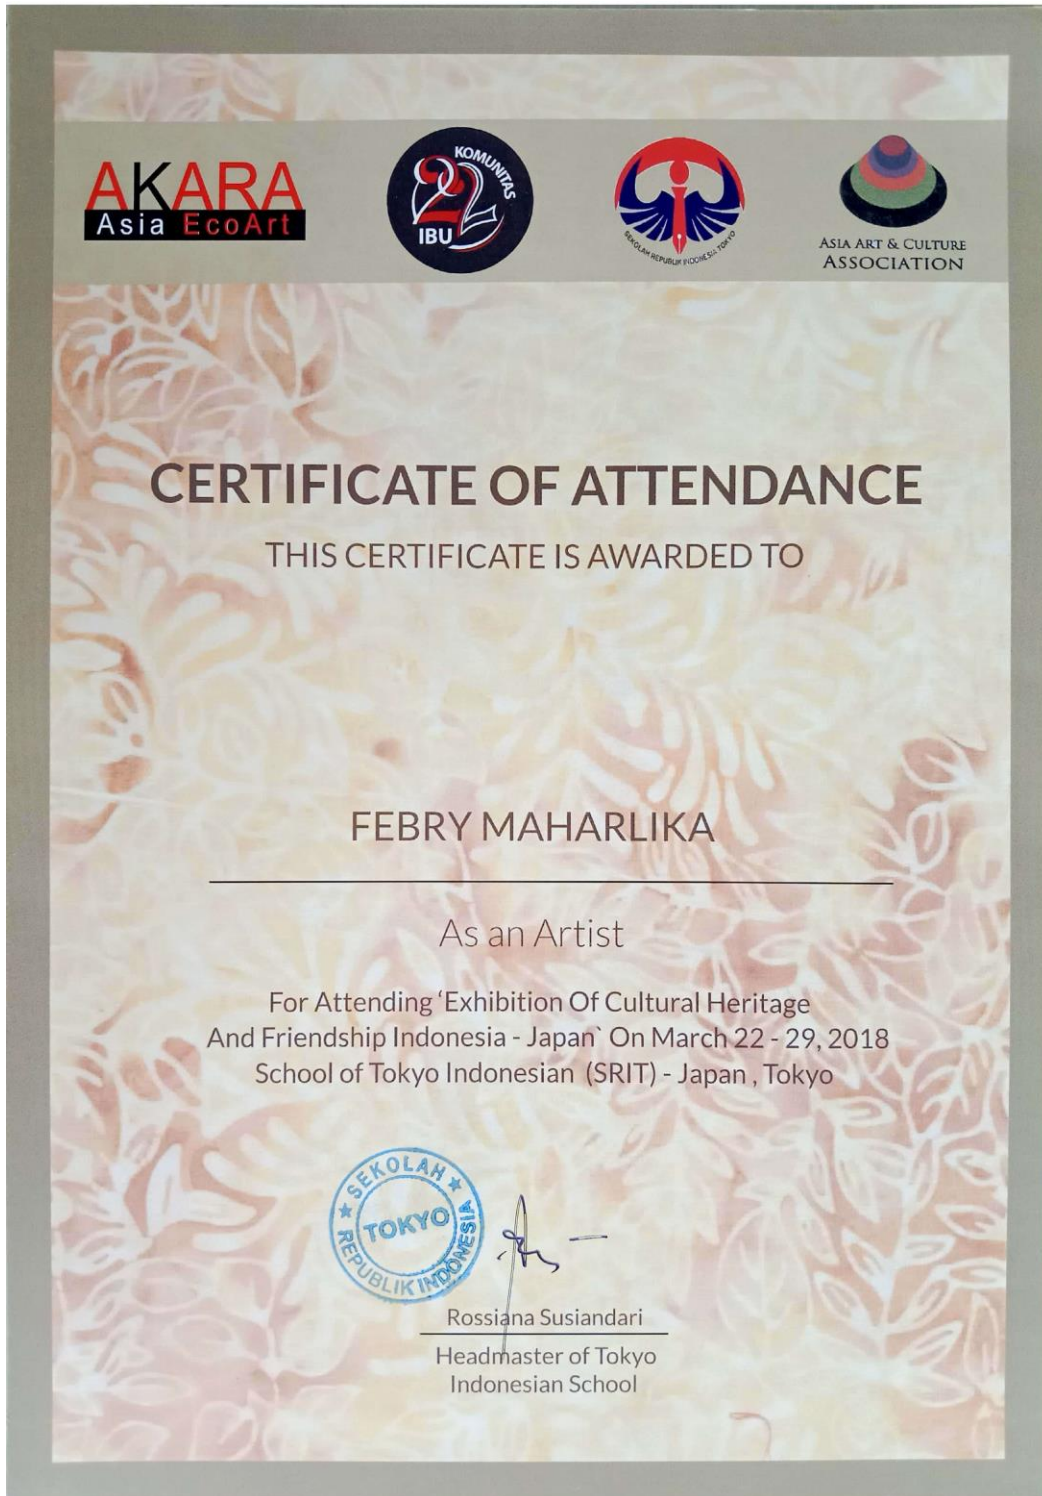 AKARA
Asia EcoArt
KOMUNITAS
22
IBU
SEKOLAH REPUBLIK INDONESIA TOKYO
ASIA ART & CULTURE
ASSOCIATION
CERTIFICATE OF ATTENDANCE
THIS CERTIFICATE IS AWARDED TO
FEBRY MAHARLIKA
As an Artist
For Attending ‘Exhibition Of Cultural Heritage
And Friendship Indonesia - Japan` On March 22 - 29, 2018
School of Tokyo Indonesian (SRIT) - Japan , Tokyo
SEKOLAH
TOKYO
REPUBLIK INDONESIA
Rossiana Susiandari
Headmaster of Tokyo
Indonesian School